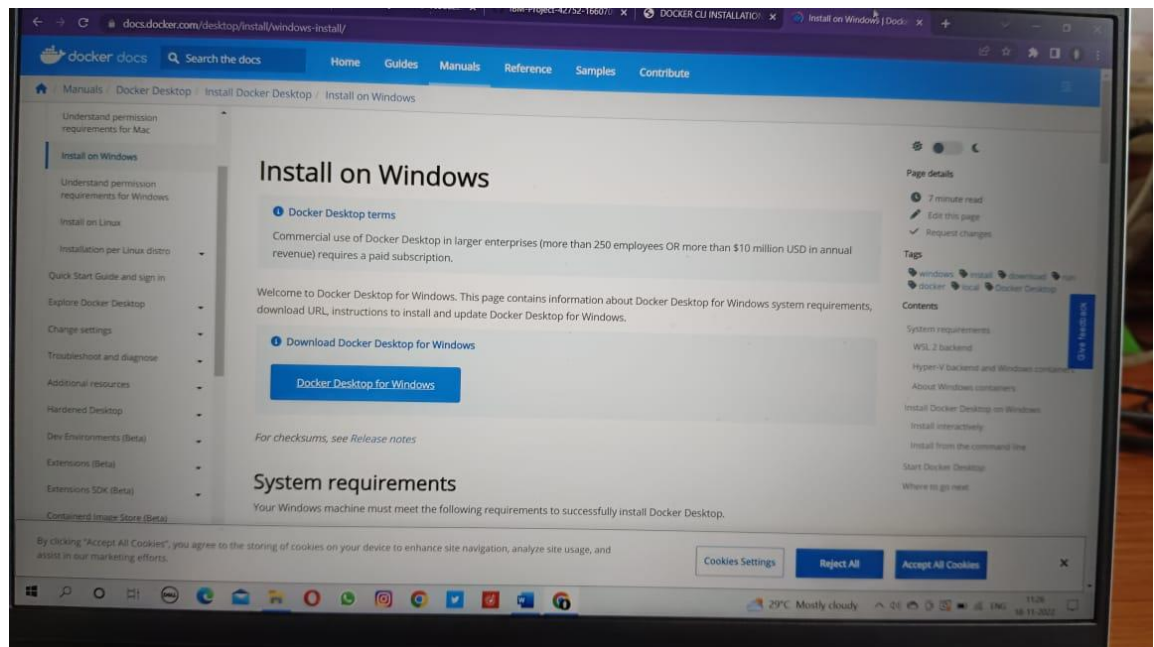 DOCKER CLI INSTALLATIO
Install on Windows | Dock
docs.docker.com/desktop/install/windows-install/
docker docs
Search the docs
Home
Guides
Manuals
Reference
Samples
Contribute
Manuals / Docker Desktop / Install Docker Desktop / Install on Windows
Understand permission
requirements for Mac
Install on Windows
Understand permission
requirements for Windows
Install on Linux
Installation per Linux distro
Quick Start Guide and sign in
Explore Docker Desktop
Change settings
Troubleshoot and diagnose
Additional resources
Hardened Desktop
Dev Environments (Beta)
Extensions (Beta)
Extensions SDK (Beta)
Containerd Image Store (Beta)
Install on Windows
Docker Desktop terms
Commercial use of Docker Desktop in larger enterprises (more than 250 employees OR more than $10 million USD in annual
revenue) requires a paid subscription.
Welcome to Docker Desktop for Windows. This page contains information about Docker Desktop for Windows system requirements,
download URL, instructions to install and update Docker Desktop for Windows.
Download Docker Desktop for Windows
Docker Desktop for Windows
For checksums, see Release notes
System requirements
Your Windows machine must meet the following requirements to successfully install Docker Desktop.
Page details
7 minute read
Edit this page
Request changes
Tags
windows install download run
docker local Docker Desktop
Contents
System requirements
WSL 2 backend
Hyper-V backend and Windows containers
About Windows containers
Install Docker Desktop on Windows
Install interactively
Install from the command line
Start Docker Desktop
Where to go next
Give feedback
By clicking "Accept All Cookies", you agree to the storing of cookies on your device to enhance site navigation, analyze site usage, and
assist in our marketing efforts.
Cookies Settings
Reject All
Accept All Cookies
DELL
29°C Mostly cloudy
ENG
11:26
18-11-2022